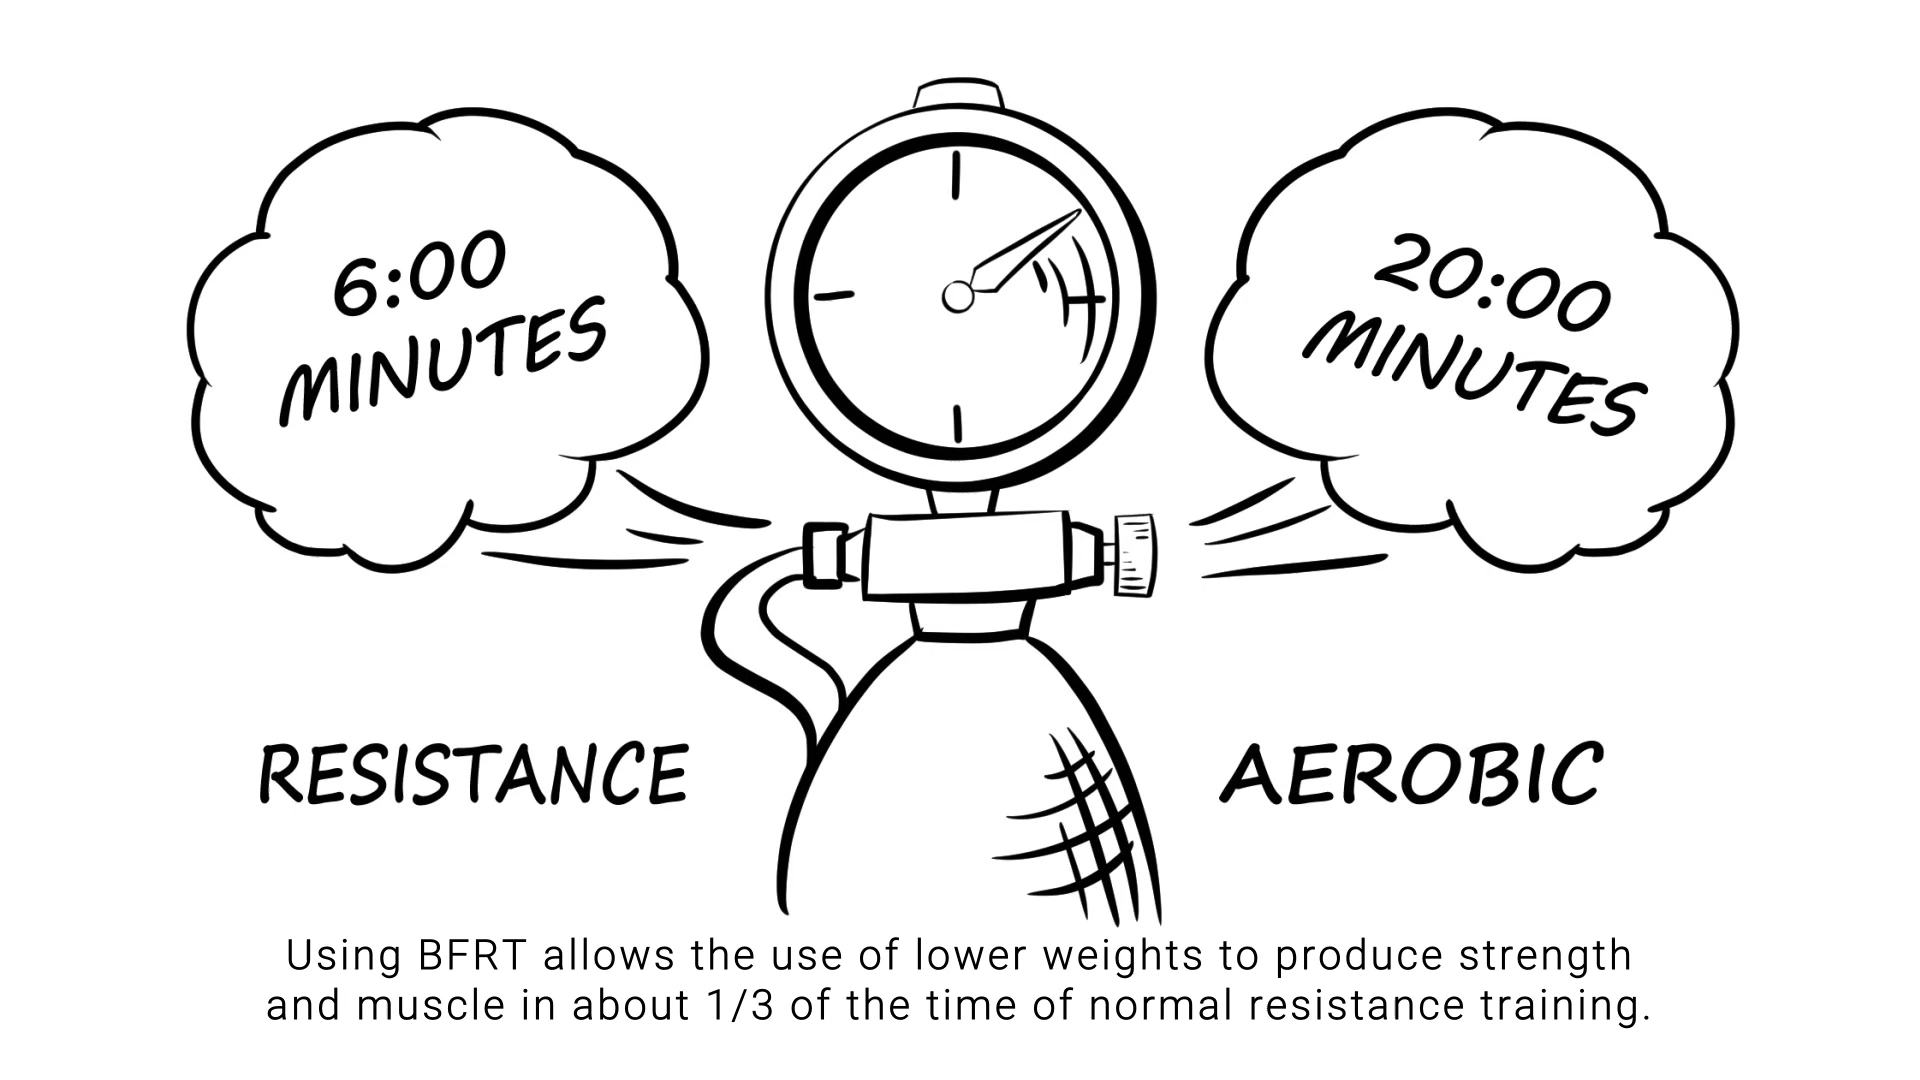 6:00
MINUTES
20:00
MINUTES
RESISTANCE
AEROBIC
Using BFRT allows the use of lower weights to produce strength
and muscle in about 1/3 of the time of normal resistance training.